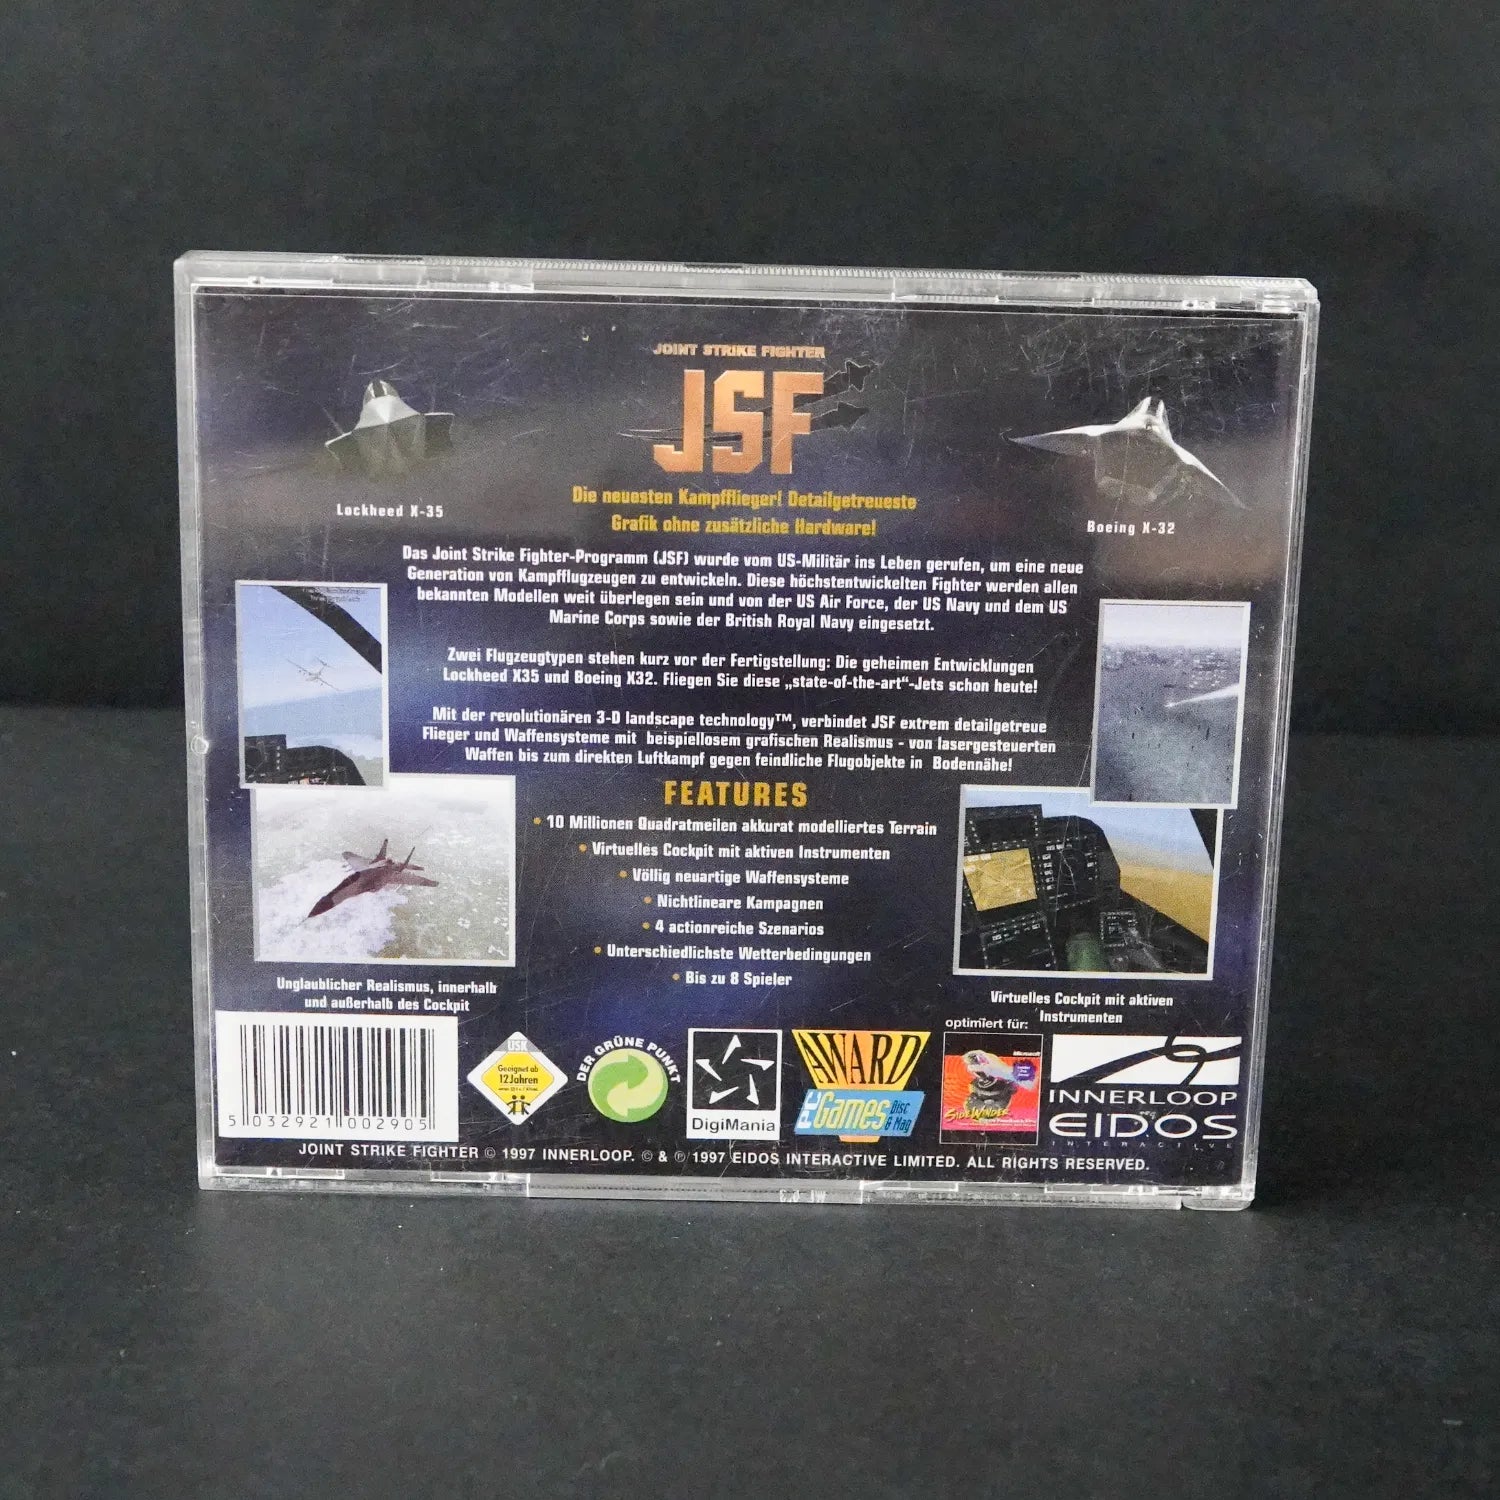 JOINT STRIKE FIGHTER
JSF
Lockheed X-35
Boeing X-32
Die neuesten Kampfflieger! Detailgetreueste
Grafik ohne zusätzliche Hardware!
Das Joint Strike Fighter-Programm (JSF) wurde vom US-Militär ins Leben gerufen, um eine neue
Generation von Kampfflugzeugen zu entwickeln. Diese höchstentwickelten Fighter werden allen
bekannten Modellen weit überlegen sein und von der US Air Force, der US Navy und dem US
Marine Corps sowie der British Royal Navy eingesetzt.
Zwei Flugzeugtypen stehen kurz vor der Fertigstellung: Die geheimen Entwicklungen
Lockheed X35 und Boeing X32. Fliegen Sie diese „state-of-the-art“-Jets schon heute!
Mit der revolutionären 3-D landscape technology™, verbindet JSF extrem detailgetreue
Flieger und Waffensysteme mit beispiellosem grafischen Realismus - von lasergesteuerten
Waffen bis zum direkten Luftkampf gegen feindliche Flugobjekte in Bodennähe!
FEATURES
• 10 Millionen Quadratmeilen akkurat modelliertes Terrain
• Virtuelles Cockpit mit aktiven Instrumenten
• Völlig neuartige Waffensysteme
• Nichtlineare Kampagnen
• 4 actionreiche Szenarios
• Unterschiedlichste Wetterbedingungen
• Bis zu 8 Spieler
Unglaublicher Realismus, innerhalb
und außerhalb des Cockpit
Virtuelles Cockpit mit aktiven
Instrumenten
5 032921 002905
USK
Geeignet ab
12 Jahren
DER GRÜNE PUNKT
DigiMania
AWARD
PC Games Disc & Mag
optimiert für:
Microsoft
SIDEWINDER
INNERLOOP
EIDOS
INTERACTIVE
JOINT STRIKE FIGHTER © 1997 INNERLOOP. © & ℗ 1997 EIDOS INTERACTIVE LIMITED. ALL RIGHTS RESERVED.